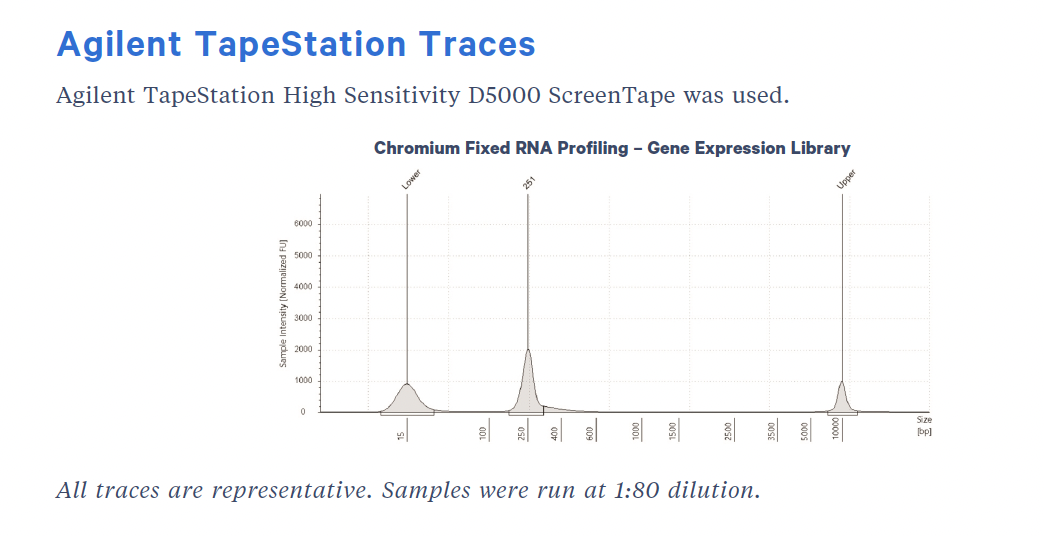 Agilent TapeStation Traces
Agilent TapeStation High Sensitivity D5000 ScreenTape was used.
Chromium Fixed RNA Profiling – Gene Expression Library
Lower
251
Upper
Sample Intensity [Normalized FU]
6000
5000
4000
3000
2000
1000
0
15
100
250
400
600
1000
1500
2500
3500
5000
10000
Size
[bp]
All traces are representative. Samples were run at 1:80 dilution.